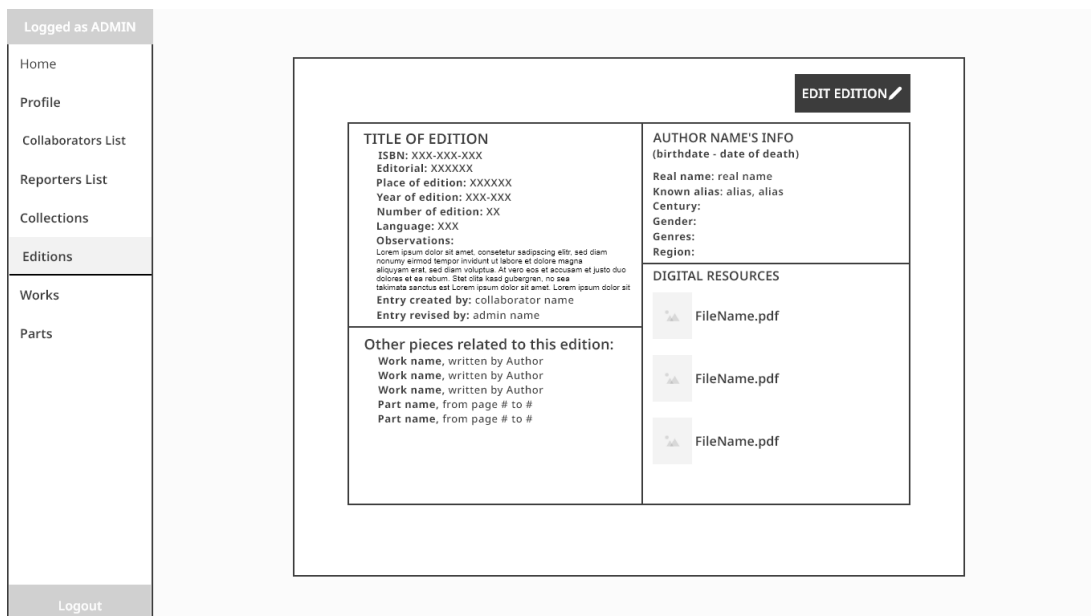 Logged as ADMIN
Home
Profile
Collaborators List
Reporters List
Collections
Editions
Works
Parts
Logout
EDIT EDITION
TITLE OF EDITION
ISBN: XXX-XXX-XXX
Editorial: XXXXXX
Place of edition: XXXXXX
Year of edition: XXX-XXX
Number of edition: XX
Language: XXX
Observations:
Lorem ipsum dolor sit amet, consetetur sadipscing elitr, sed diam
nonumy eirmod tempor invidunt ut labore et dolore magna
aliquyam erat, sed diam voluptua. At vero eos et accusam et justo duo
dolores et ea rebum. Stet clita kasd gubergren, no sea
takimata sanctus est Lorem ipsum dolor sit amet. Lorem ipsum dolor sit
Entry created by: collaborator name
Entry revised by: admin name
Other pieces related to this edition:
Work name, written by Author
Work name, written by Author
Work name, written by Author
Part name, from page # to #
Part name, from page # to #
AUTHOR NAME'S INFO
(birthdate - date of death)
Real name: real name
Known alias: alias, alias
Century:
Gender:
Genres:
Region:
DIGITAL RESOURCES
FileName.pdf
FileName.pdf
FileName.pdf